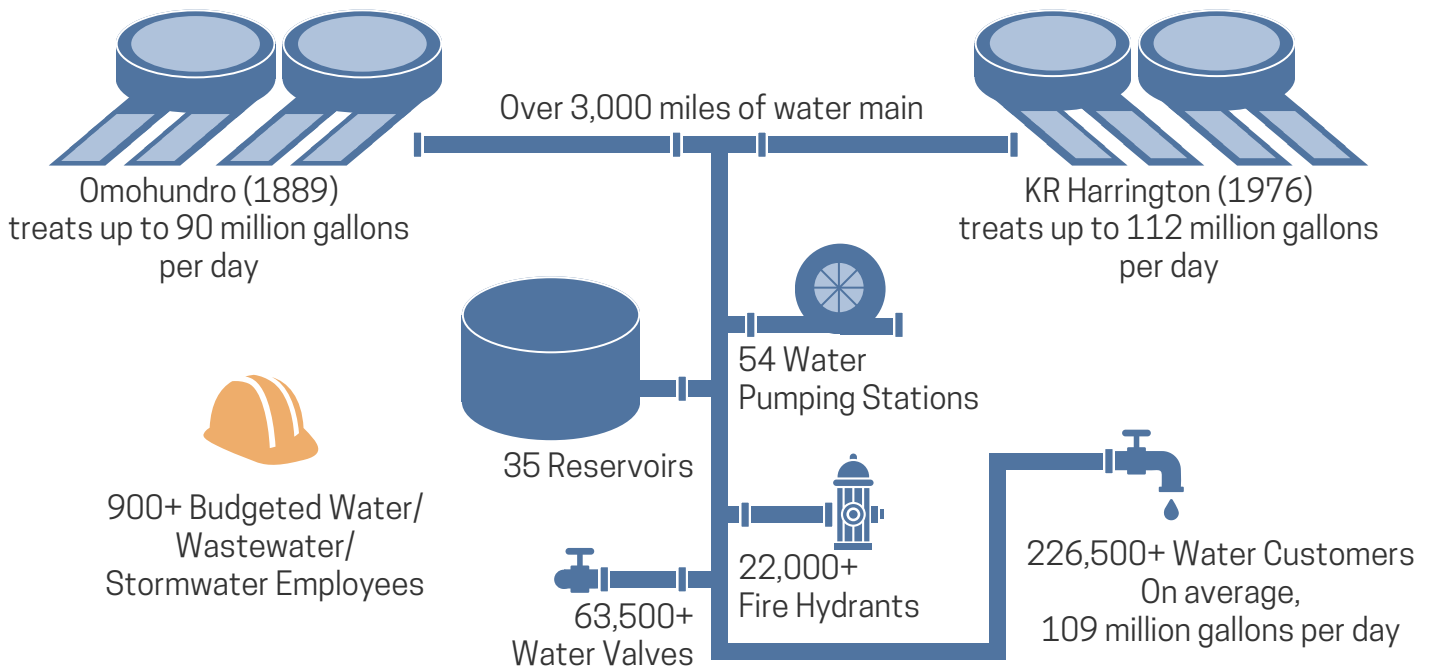 Over 3,000 miles of water main
Omohundro (1889)
treats up to 90 million gallons
per day
KR Harrington (1976)
treats up to 112 million gallons
per day
54 Water
Pumping Stations
35 Reservoirs
900+ Budgeted Water/
Wastewater/
Stormwater Employees
22,000+
Fire Hydrants
63,500+
Water Valves
226,500+ Water Customers
On average,
109 million gallons per day